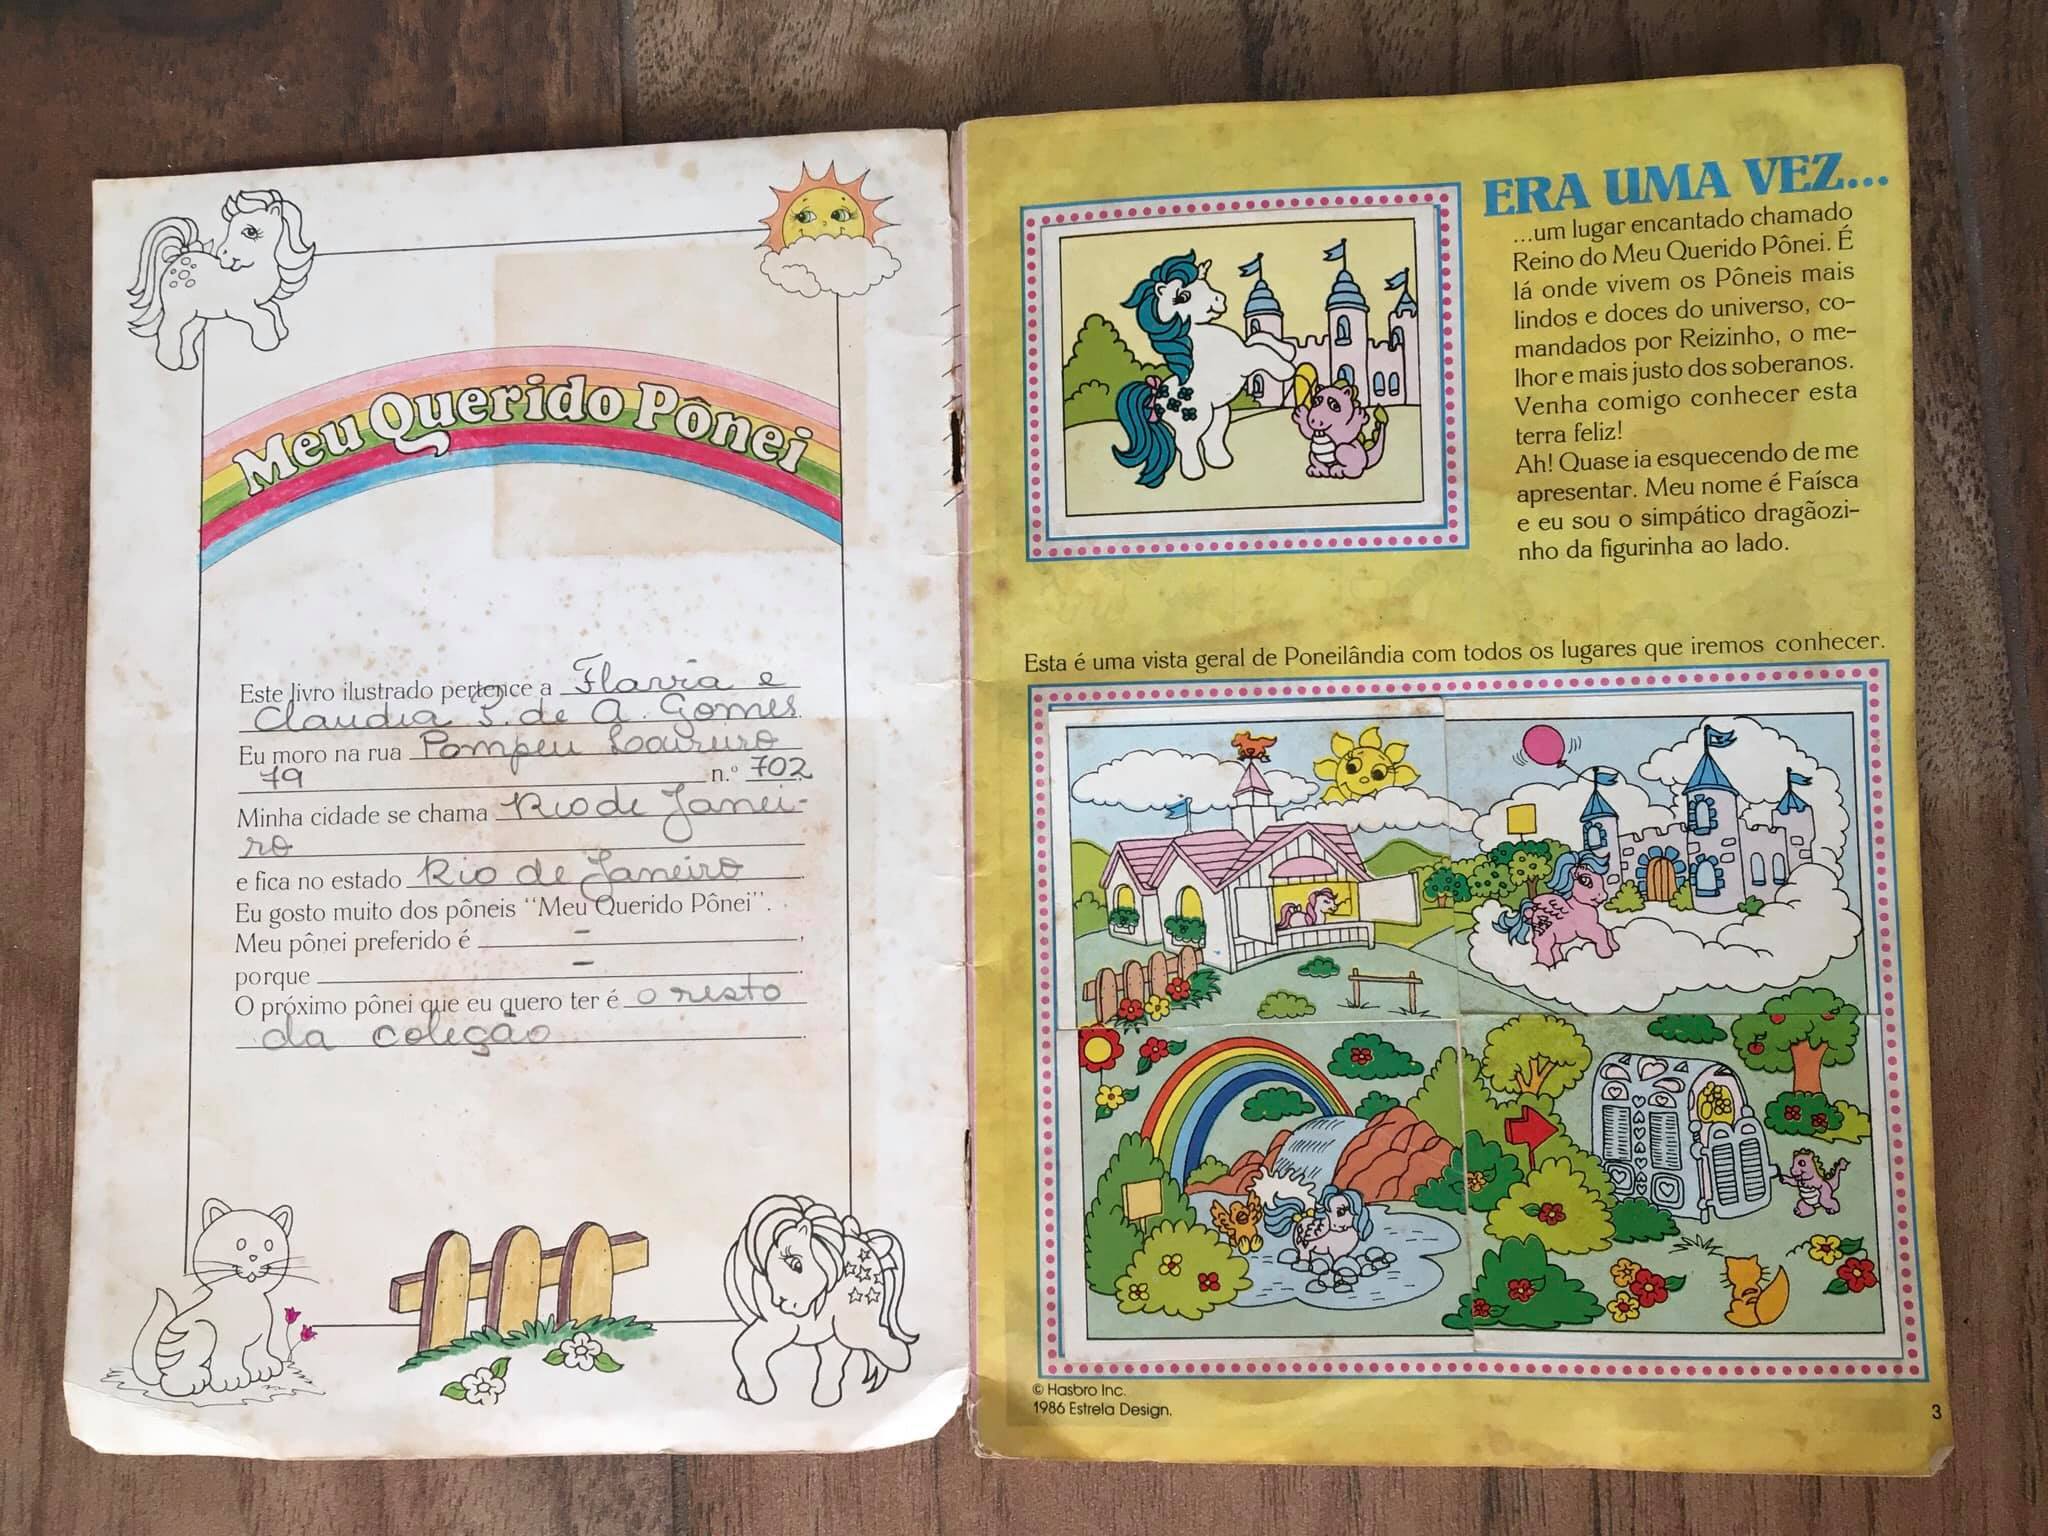 Meu Querido Pônei
Este livro ilustrado pertence a Flavia e
Claudia S. de A. Gomes
Eu moro na rua Pompeu Loureiro
79 n.º 702
Minha cidade se chama Rio de Janei-
ro
e fica no estado Rio de Janeiro.
Eu gosto muito dos pôneis "Meu Querido Pônei".
Meu pônei preferido é -,
porque -.
O próximo pônei que eu quero ter é o resto
da coleção.
ERA UMA VEZ...
...um lugar encantado chamado
Reino do Meu Querido Pônei. É
lá onde vivem os Pôneis mais
lindos e doces do universo, co-
mandados por Reizinho, o me-
lhor e mais justo dos soberanos.
Venha comigo conhecer esta
terra feliz!
Ah! Quase ia esquecendo de me
apresentar. Meu nome é Faísca
e eu sou o simpático dragãozi-
nho da figurinha ao lado.
Esta é uma vista geral de Poneilândia com todos os lugares que iremos conhecer.
© Hasbro Inc.
1986 Estrela Design.
3